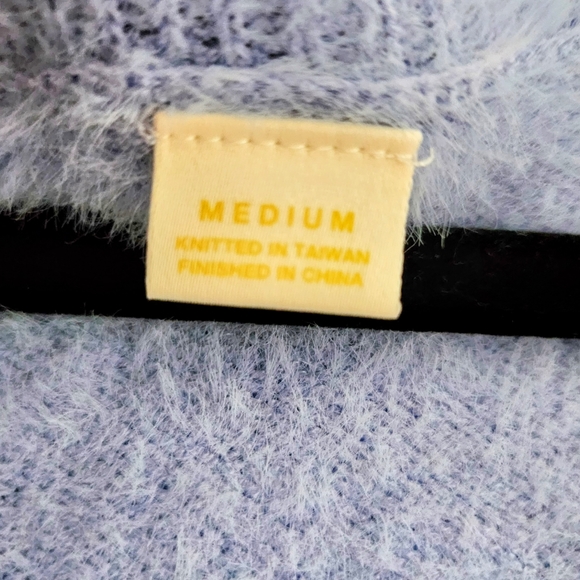 MEDIUM
KNITTED IN TAIWAN
FINISHED IN CHINA